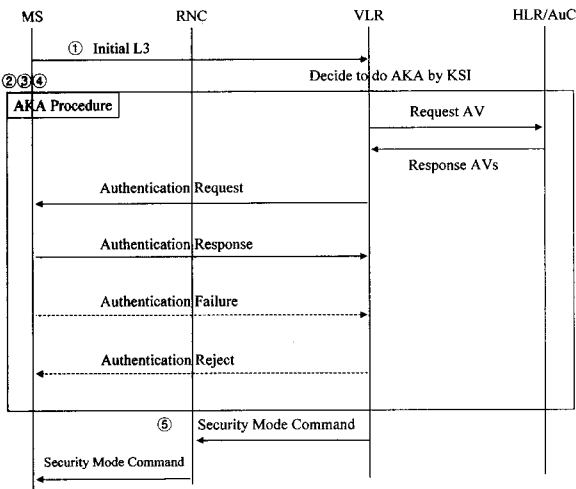 MS RNC VLR HLR/AuC
① Initial L3
Decide to do AKA by KSI
②③④
AKA Procedure
Request AV
Response AVs
Authentication Request
Authentication Response
Authentication Failure
Authentication Reject
⑤ Security Mode Command
Security Mode Command